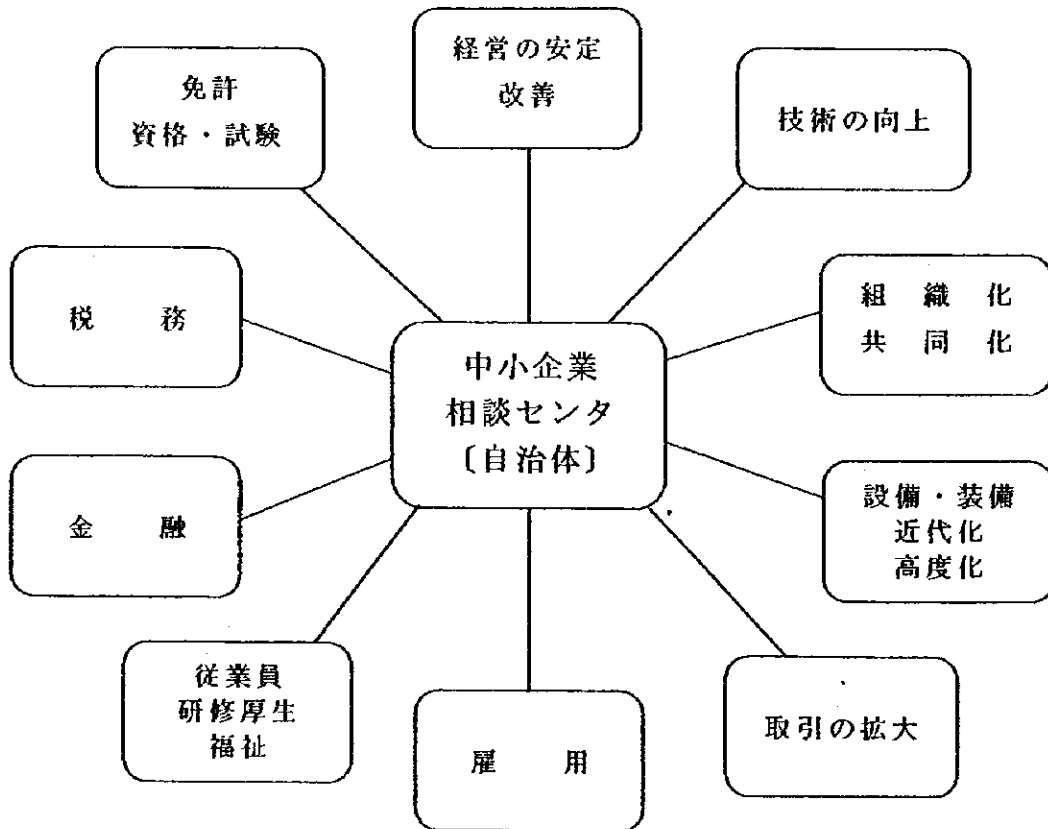 経営の安定
改善
免許
資格・試験
技術の向上
税務
組織化
共同化
中小企業
相談センタ
〔自治体〕
金融
設備・装備
近代化
高度化
従業員
研修厚生
福祉
雇用
取引の拡大